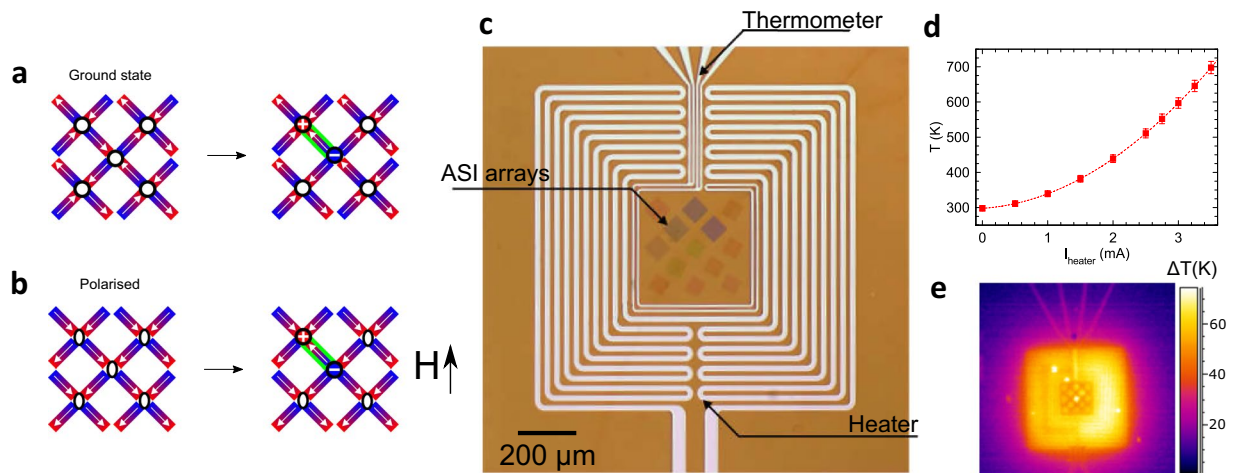 a
Ground state
+
−
b
Polarised
+
−
H
c
Thermometer
ASI arrays
Heater
200 µm
d
T (K)
700
600
500
400
300
0
1
2
3
I heater (mA)
e
ΔT(K)
60
40
20